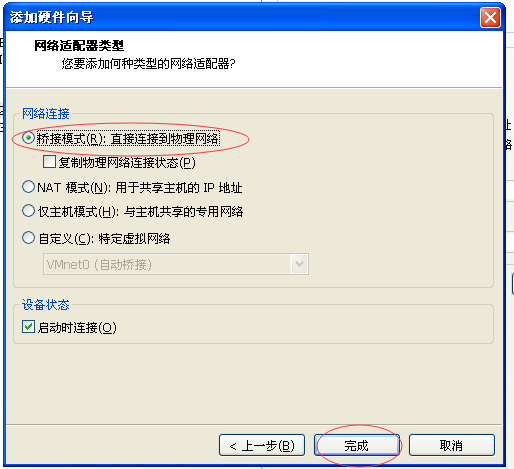 添加硬件向导
网络适配器类型
您要添加何种类型的网络适配器?
网络连接
桥接模式(R): 直接连接到物理网络
复制物理网络连接状态(P)
NAT 模式(N): 用于共享主机的 IP 地址
仅主机模式(H): 与主机共享的专用网络
自定义(C): 特定虚拟网络
VMnet0 (自动桥接)
设备状态
启动时连接(O)
< 上一步(B)
完成
取消